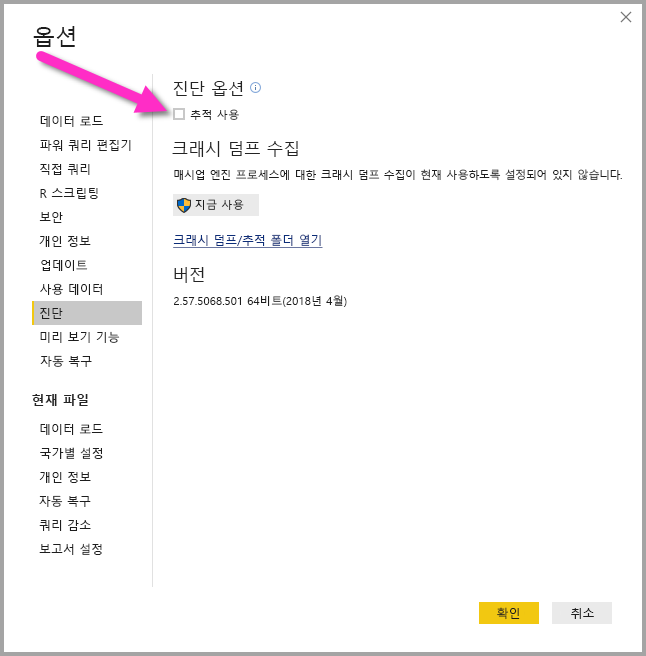 옵션
데이터 로드
파워 쿼리 편집기
직접 쿼리
R 스크립팅
보안
개인 정보
업데이트
사용 데이터
진단
미리 보기 기능
자동 복구
현재 파일
데이터 로드
국가별 설정
개인 정보
자동 복구
쿼리 감소
보고서 설정
진단 옵션
추적 사용
크래시 덤프 수집
매시업 엔진 프로세스에 대한 크래시 덤프 수집이 현재 사용하도록 설정되어 있지 않습니다.
지금 사용
크래시 덤프/추적 폴더 열기
버전
2.57.5068.501 64비트(2018년 4월)
확인
취소